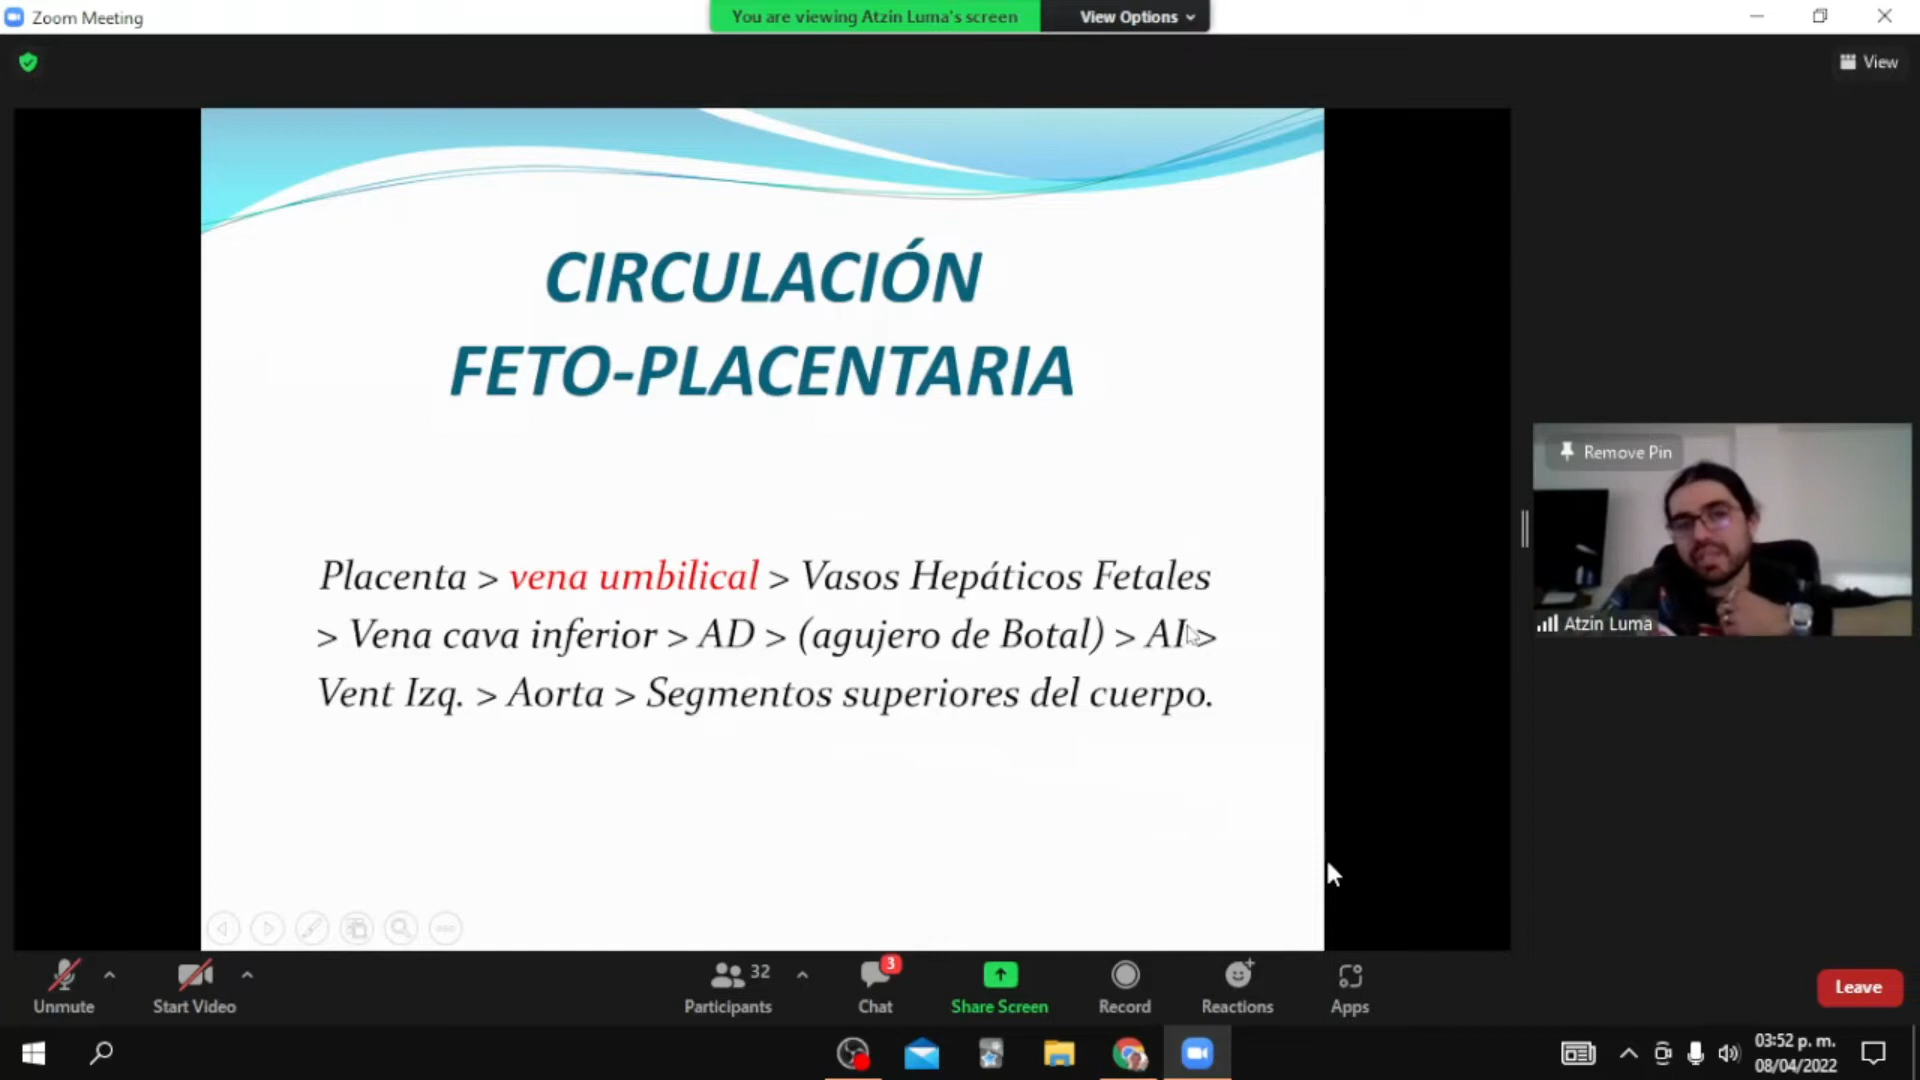 Zoom Meeting
You are viewing Atzin Luma's screen
View Options
View
CIRCULACIÓN
FETO-PLACENTARIA
Placenta > vena umbilical > Vasos Hepáticos Fetales
> Vena cava inferior > AD > (agujero de Botal) > AI >
Vent Izq. > Aorta > Segmentos superiores del cuerpo.
Remove Pin
Atzin Luma
Unmute
Start Video
32
Participants
3
Chat
Share Screen
Record
Reactions
Apps
Leave
03:52 p. m.
08/04/2022